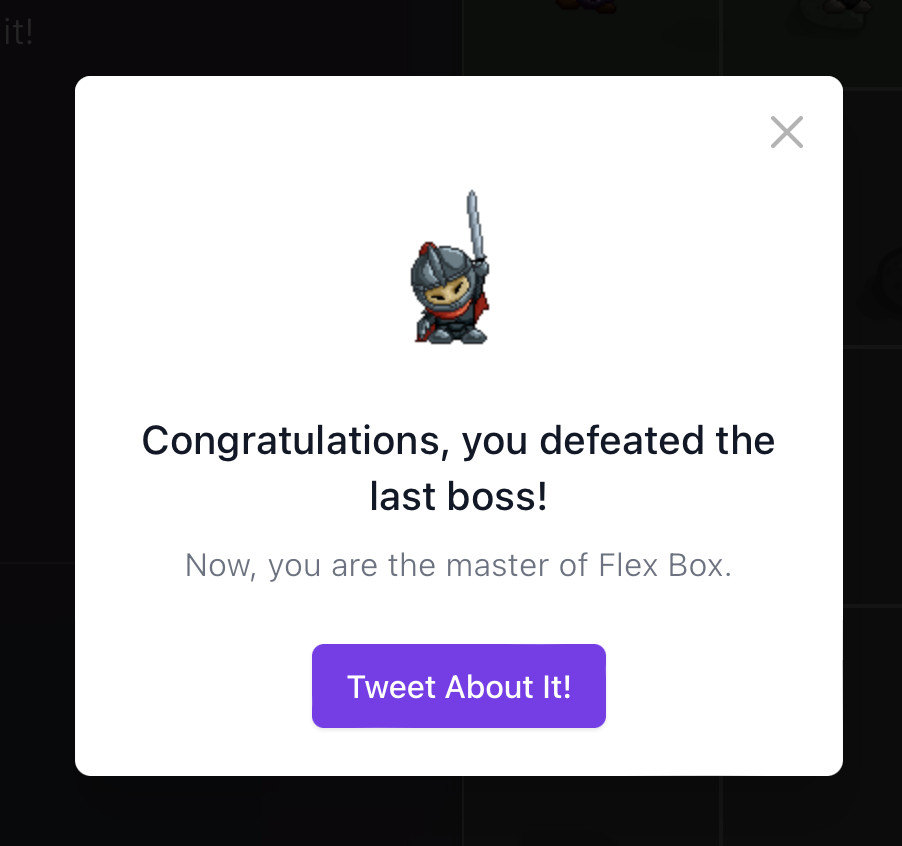 it!
Congratulations, you defeated the
last boss!
Now, you are the master of Flex Box.
Tweet About It!